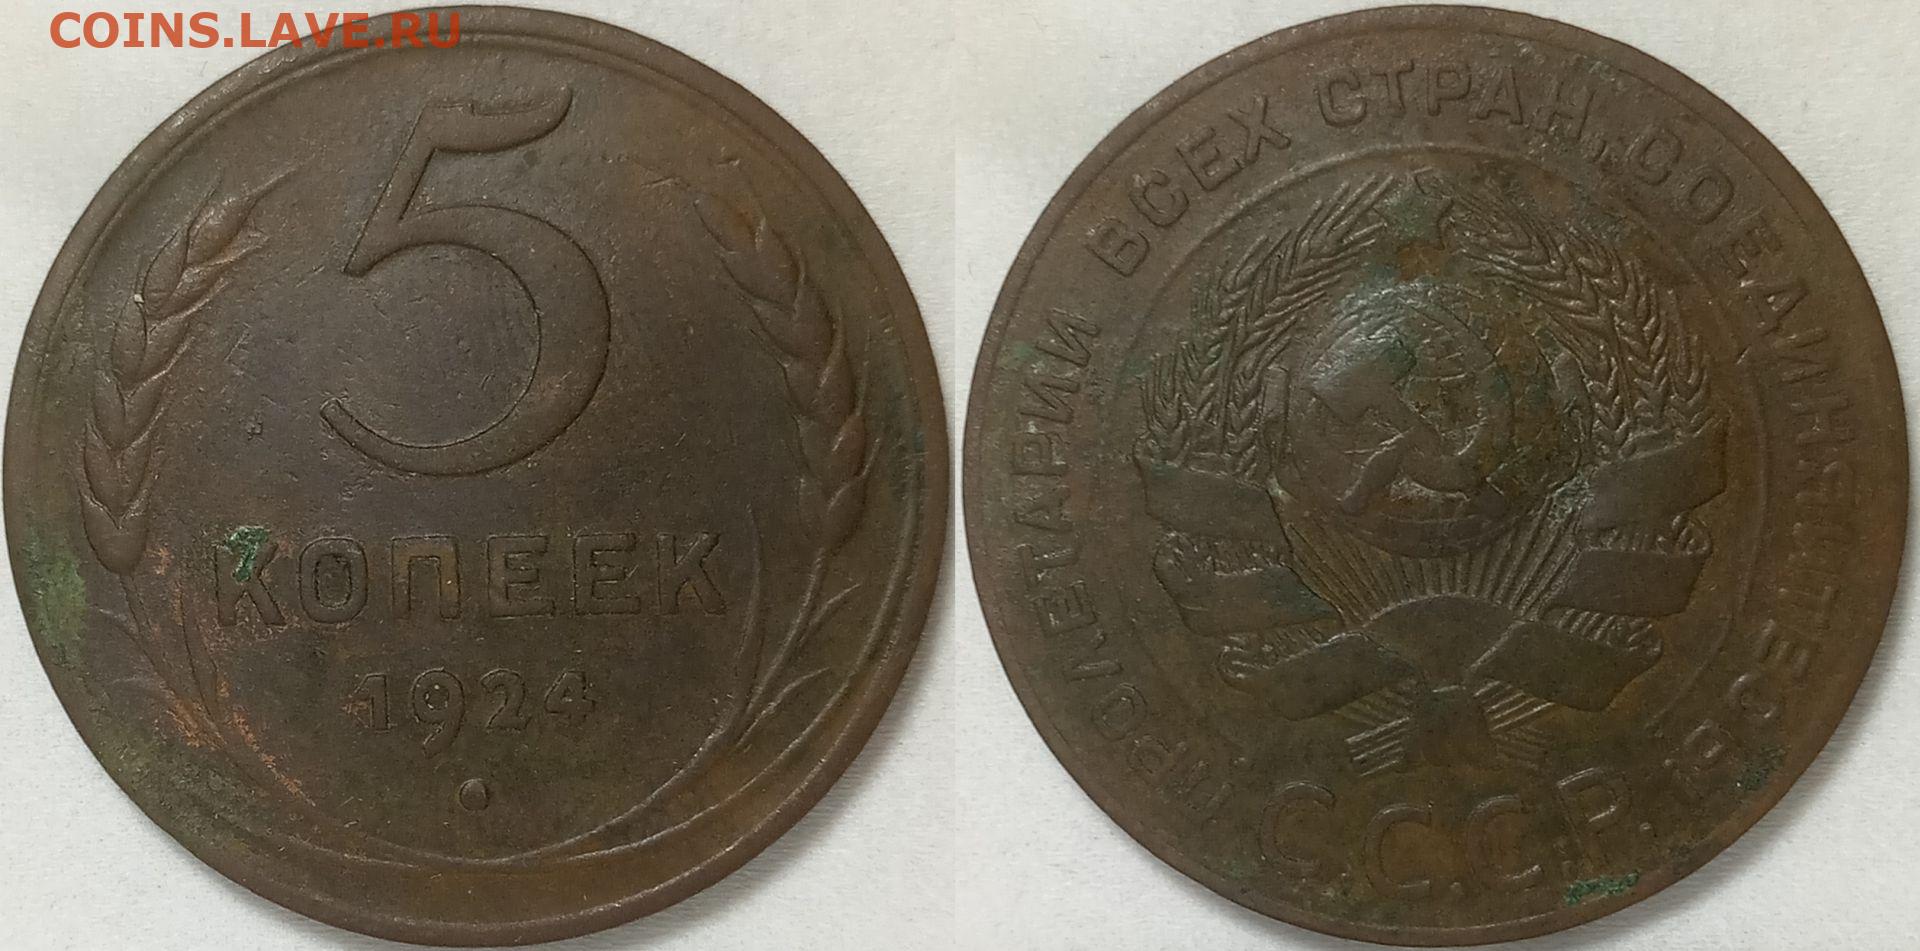 COINS.LAVE.RU
5
КОПЕЕК
1924
ПРОЛЕТАРИИ ВСЕХ СТРАН, СОЕДИНЯЙТЕСЬ!
С.С.С.Р.